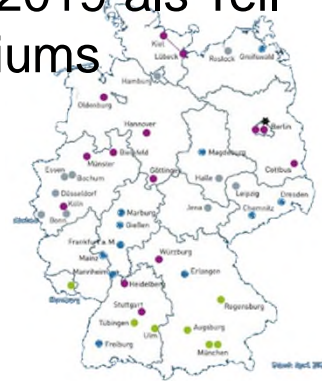 2019 als Teil
iums
Kiel
Lübeck
Rostock
Greifswald
Hamburg
Oldenburg
Hannover
Berlin
Bielefeld
Magdeburg
Münster
Göttingen
Cottbus
Essen
Bochum
Halle
Leipzig
Düsseldorf
Dresden
Köln
Marburg
Jena
Chemnitz
Bonn
Gießen
Frankfurt a.M.
Mainz
Würzburg
Mannheim
Erlangen
Heidelberg
Homburg
Stuttgart
Regensburg
Tübingen
Ulm
Augsburg
Freiburg
München